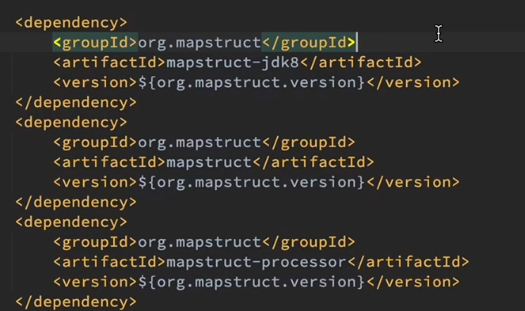 <dependency>
<groupId>org.mapstruct</groupId>
<artifactId>mapstruct-jdk8</artifactId>
<version>${org.mapstruct.version}</version>
</dependency>
<dependency>
<groupId>org.mapstruct</groupId>
<artifactId>mapstruct</artifactId>
<version>${org.mapstruct.version}</version>
</dependency>
<dependency>
<groupId>org.mapstruct</groupId>
<artifactId>mapstruct-processor</artifactId>
<version>${org.mapstruct.version}</version>
</dependency>